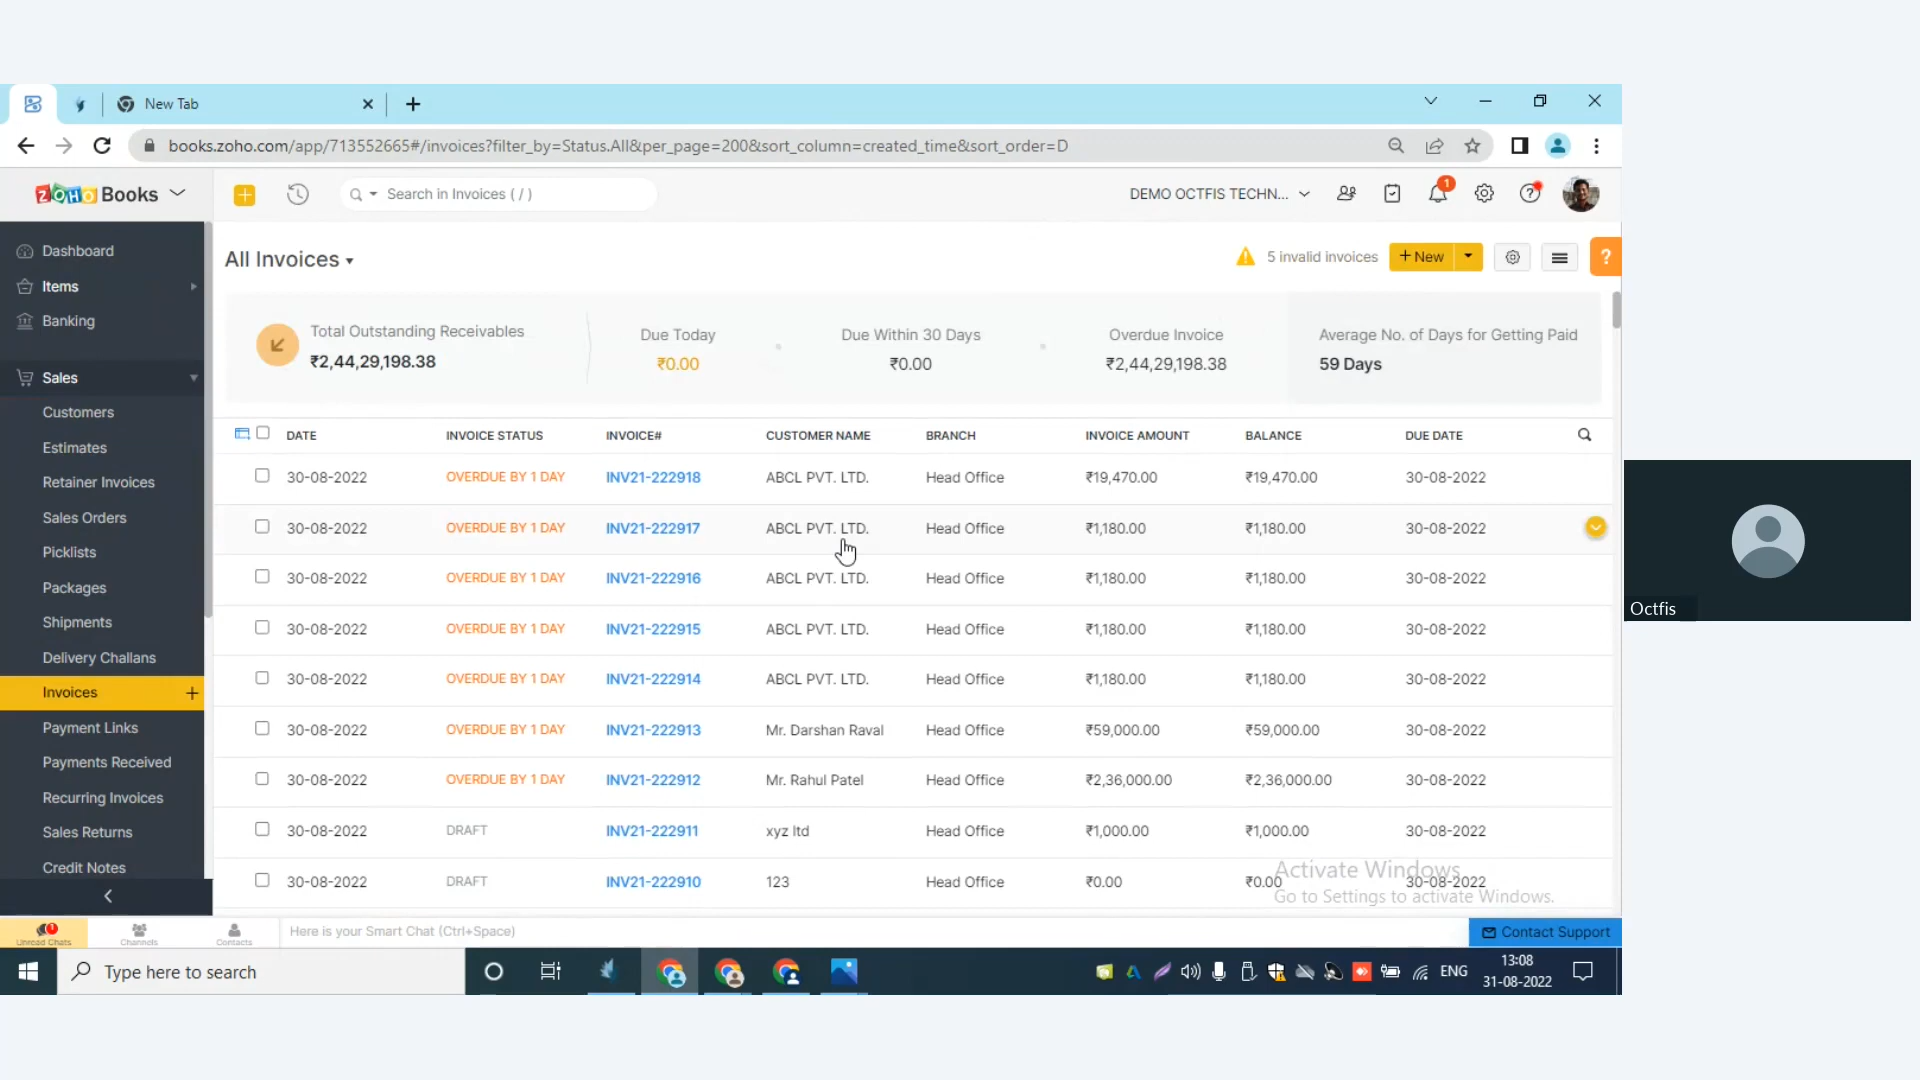 New Tab
books.zoho.com/app/713552665#/invoices?filter_by=Status.All&per_page=200&sort_column=created_time&sort_order=D
ZOHO Books
Search in Invoices ( / )
DEMO OCTFIS TECHN...
1
Dashboard
Items
Banking
Sales
Customers
Estimates
Retainer Invoices
Sales Orders
Picklists
Packages
Shipments
Delivery Challans
Invoices +
Payment Links
Payments Received
Recurring Invoices
Sales Returns
Credit Notes
All Invoices
5 invalid invoices
+ New
?
Total Outstanding Receivables
₹2,44,29,198.38
Due Today
₹0.00
Due Within 30 Days
₹0.00
Overdue Invoice
₹2,44,29,198.38
Average No. of Days for Getting Paid
59 Days
DATE INVOICE STATUS INVOICE# CUSTOMER NAME BRANCH INVOICE AMOUNT BALANCE DUE DATE
30-08-2022 OVERDUE BY 1 DAY INV21-222918 ABCL PVT. LTD. Head Office ₹19,470.00 ₹19,470.00 30-08-2022
30-08-2022 OVERDUE BY 1 DAY INV21-222917 ABCL PVT. LTD. Head Office ₹1,180.00 ₹1,180.00 30-08-2022
30-08-2022 OVERDUE BY 1 DAY INV21-222916 ABCL PVT. LTD. Head Office ₹1,180.00 ₹1,180.00 30-08-2022
30-08-2022 OVERDUE BY 1 DAY INV21-222915 ABCL PVT. LTD. Head Office ₹1,180.00 ₹1,180.00 30-08-2022
30-08-2022 OVERDUE BY 1 DAY INV21-222914 ABCL PVT. LTD. Head Office ₹1,180.00 ₹1,180.00 30-08-2022
30-08-2022 OVERDUE BY 1 DAY INV21-222913 Mr. Darshan Raval Head Office ₹59,000.00 ₹59,000.00 30-08-2022
30-08-2022 OVERDUE BY 1 DAY INV21-222912 Mr. Rahul Patel Head Office ₹2,36,000.00 ₹2,36,000.00 30-08-2022
30-08-2022 DRAFT INV21-222911 xyz ltd Head Office ₹1,000.00 ₹1,000.00 30-08-2022
30-08-2022 DRAFT INV21-222910 123 Head Office ₹0.00 ₹0.00 30-08-2022
Activate Windows
Go to Settings to activate Windows.
Unread Chats
Channels
Contacts
Here is your Smart Chat (Ctrl+Space)
Contact Support
Type here to search
ENG
13:08
31-08-2022
Octfis